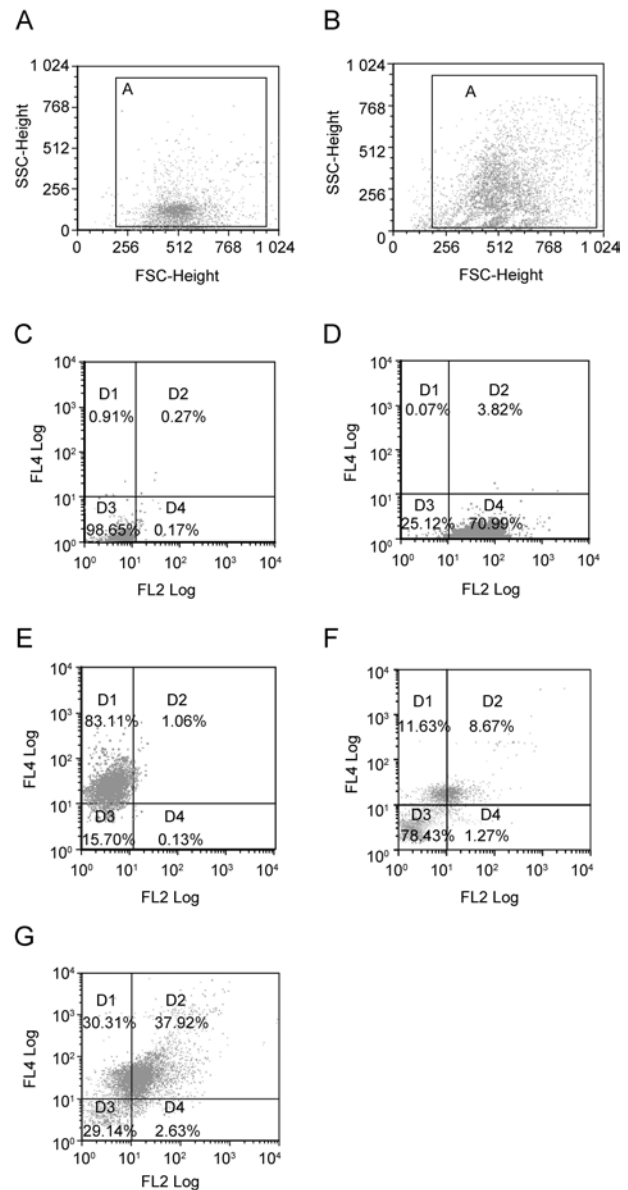 A
1 024
768
512
256
0
SSC-Height
A
0 256 512 768 1 024
FSC-Height
B
1 024
768
512
256
0
SSC-Height
A
0 256 512 768 1 024
FSC-Height
C
10⁴
10³
10²
10¹
10⁰
FL4 Log
D1 D2
0.91% 0.27%
D3 D4
98.65% 0.17%
10⁰ 10¹ 10² 10³ 10⁴
FL2 Log
D
10⁴
10³
10²
10¹
10⁰
FL4 Log
D1 D2
0.07% 3.82%
D3 D4
25.12% 70.99%
10⁰ 10¹ 10² 10³ 10⁴
FL2 Log
E
10⁴
10³
10²
10¹
10⁰
FL4 Log
D1 D2
83.11% 1.06%
D3 D4
15.70% 0.13%
10⁰ 10¹ 10² 10³ 10⁴
FL2 Log
F
10⁴
10³
10²
10¹
10⁰
FL4 Log
D1 D2
11.63% 8.67%
D3 D4
78.43% 1.27%
10⁰ 10¹ 10² 10³ 10⁴
FL2 Log
G
10⁴
10³
10²
10¹
10⁰
FL4 Log
D1 D2
30.31% 37.92%
D3 D4
29.14% 2.63%
10⁰ 10¹ 10² 10³ 10⁴
FL2 Log